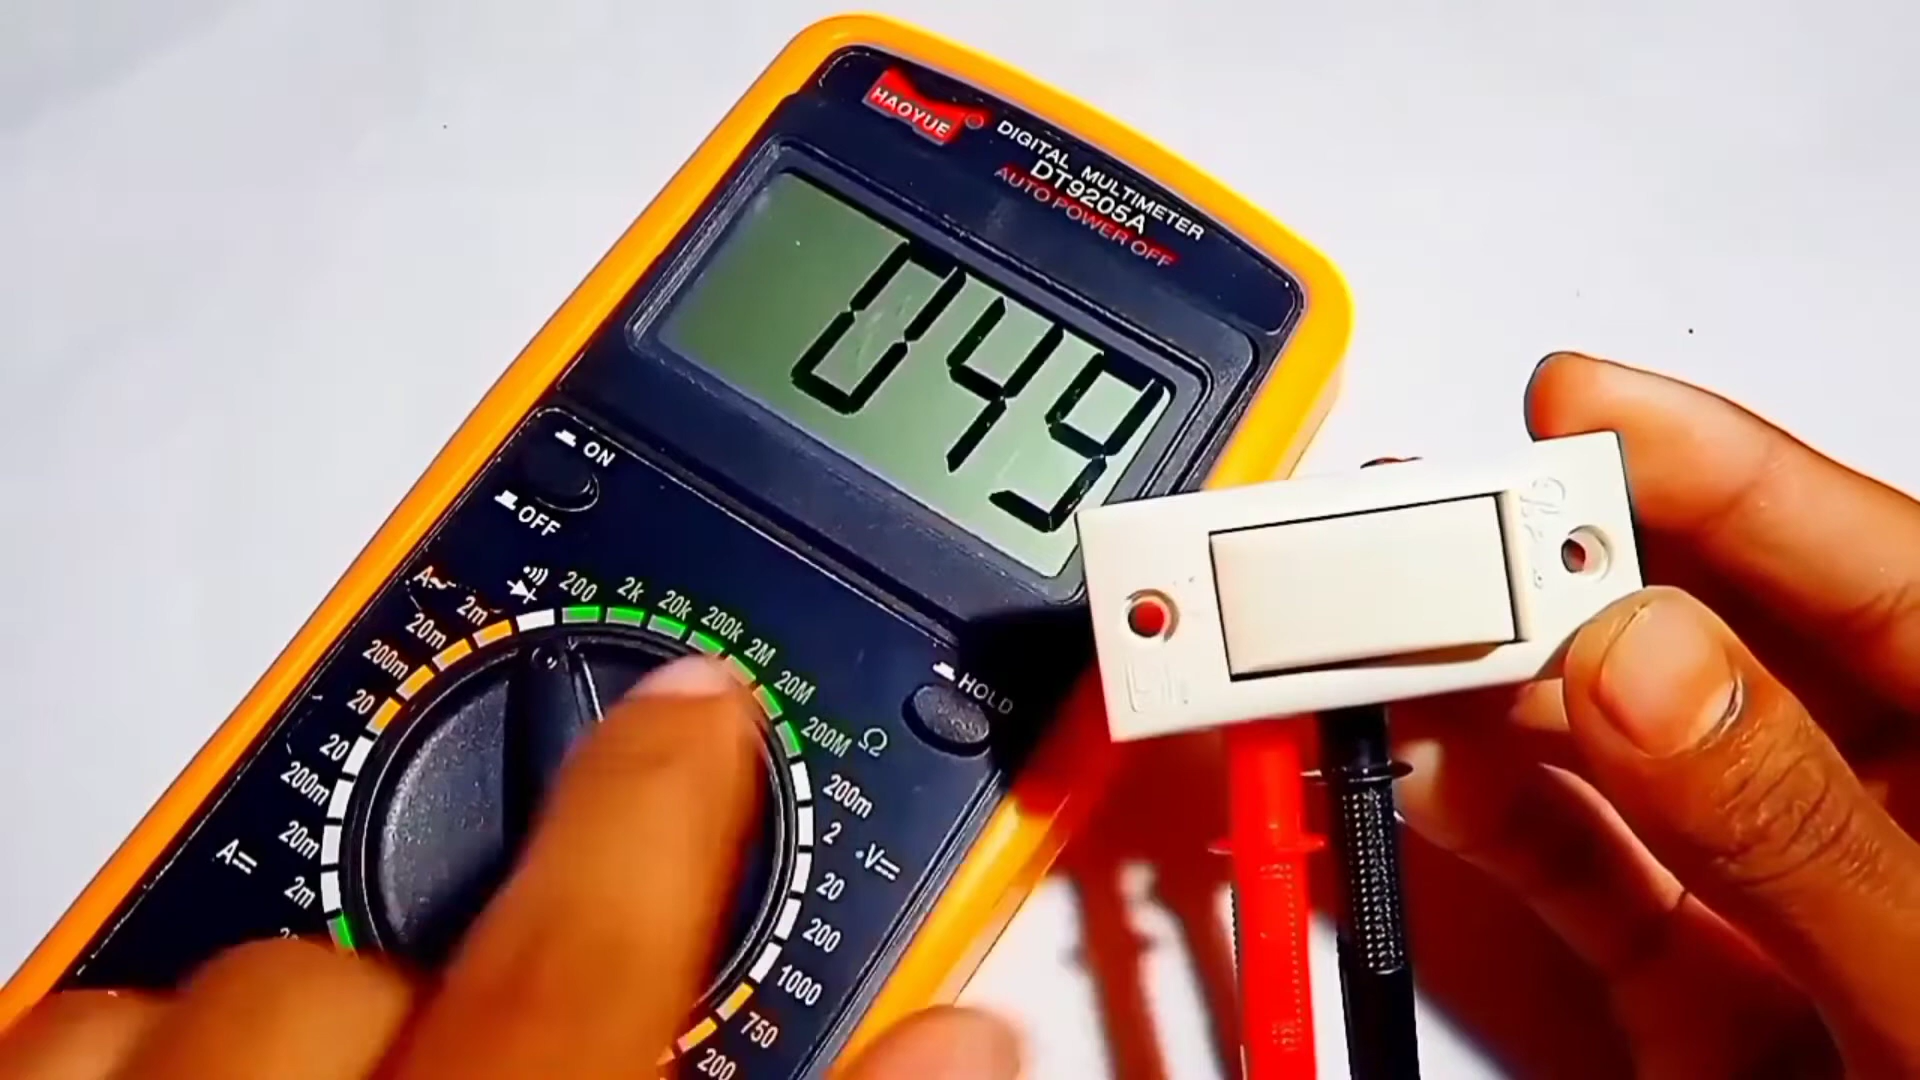 HAOYUE
DIGITAL MULTIMETER
DT9205A
AUTO POWER OFF
049
ON
OFF
HOLD
A~
2m
20m
200m
20
20
200m
20m
2m
A⎓
200
2k
20k
200k
2M
20M
200M
Ω
200m
2
20
200
1000
V⎓
750
200